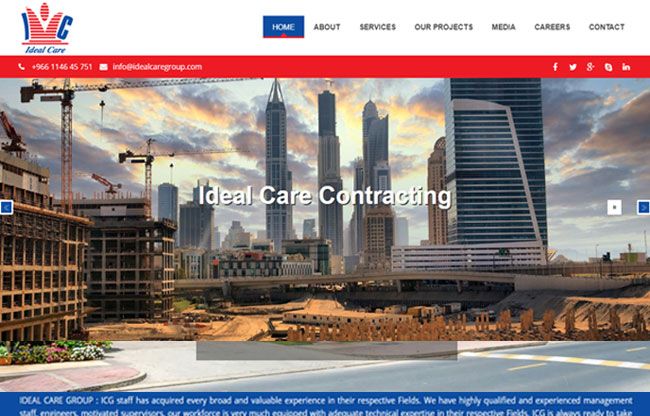 IMC
Ideal Care
HOME ABOUT SERVICES OUR PROJECTS MEDIA CAREERS CONTACT
+966 1146 45 751 info@idealcaregroup.com
Ideal Care Contracting
IDEAL CARE GROUP : ICG staff has acquired every broad and valuable experience in their respective Fields. We have highly qualified and experienced management
staff, engineers, motivated supervisors, our workforce is very much equipped with adequate technical expertise in their respective Fields. ICG is always ready to take